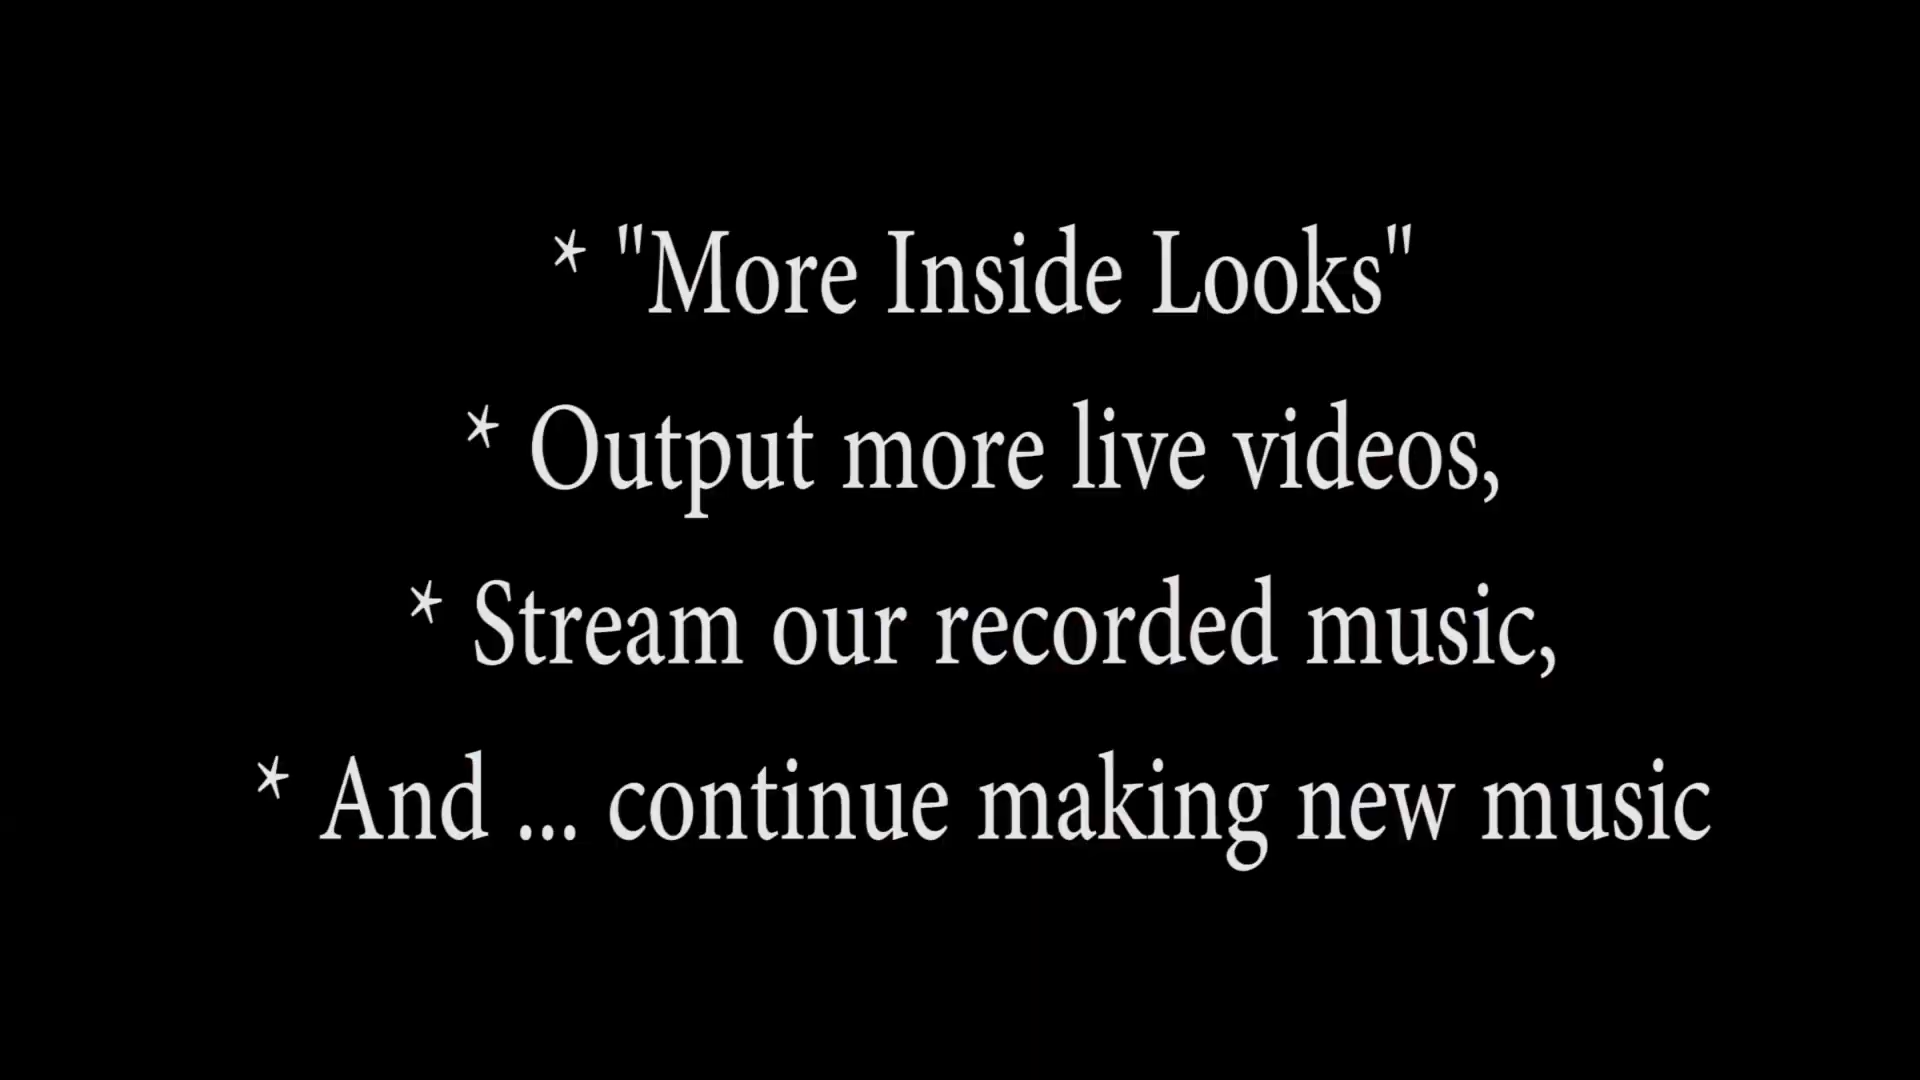 * "More Inside Looks"
* Output more live videos,
* Stream our recorded music,
* And ... continue making new music